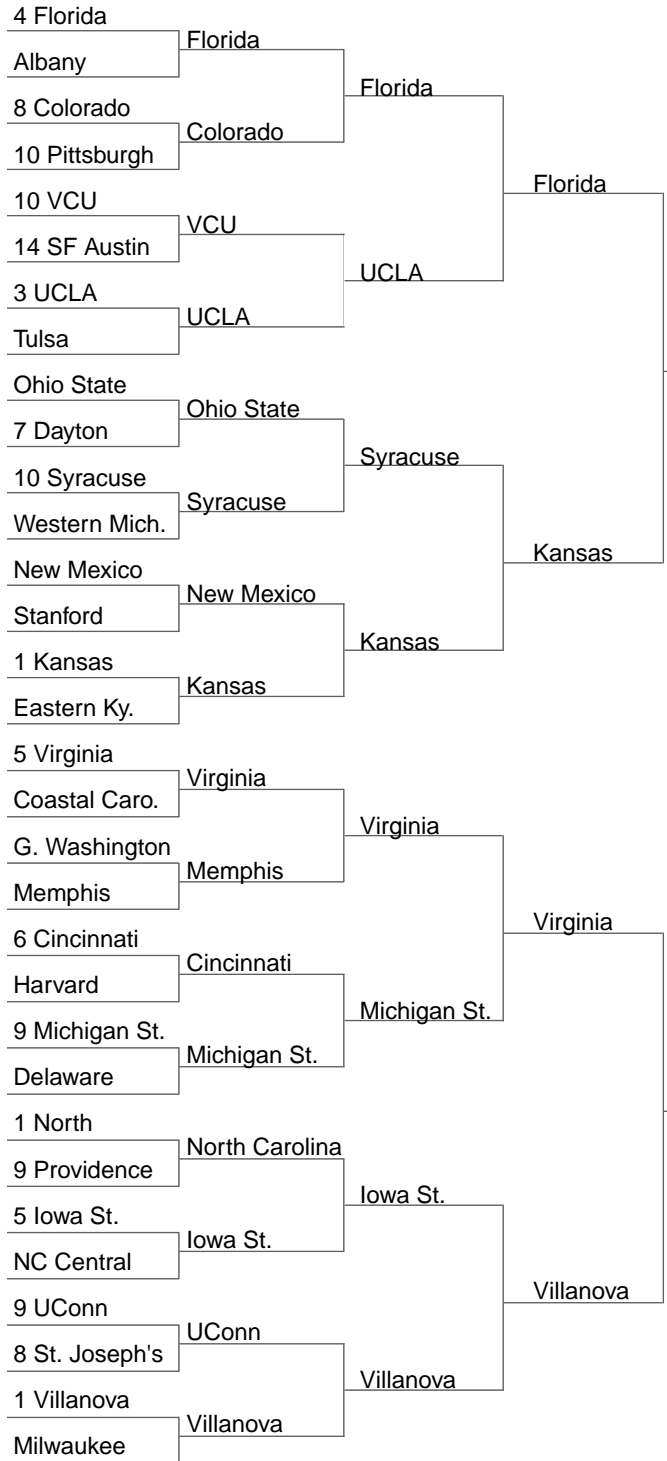 4 Florida
Albany
8 Colorado
10 Pittsburgh
10 VCU
14 SF Austin
3 UCLA
Tulsa
Ohio State
7 Dayton
10 Syracuse
Western Mich.
New Mexico
Stanford
1 Kansas
Eastern Ky.
5 Virginia
Coastal Caro.
G. Washington
Memphis
6 Cincinnati
Harvard
9 Michigan St.
Delaware
1 North
9 Providence
5 Iowa St.
NC Central
9 UConn
8 St. Joseph's
1 Villanova
Milwaukee
Florida
Colorado
VCU
UCLA
Ohio State
Syracuse
New Mexico
Kansas
Virginia
Memphis
Cincinnati
Michigan St.
North Carolina
Iowa St.
UConn
Villanova
Florida
UCLA
Syracuse
Kansas
Virginia
Michigan St.
Iowa St.
Villanova
Florida
Kansas
Virginia
Villanova